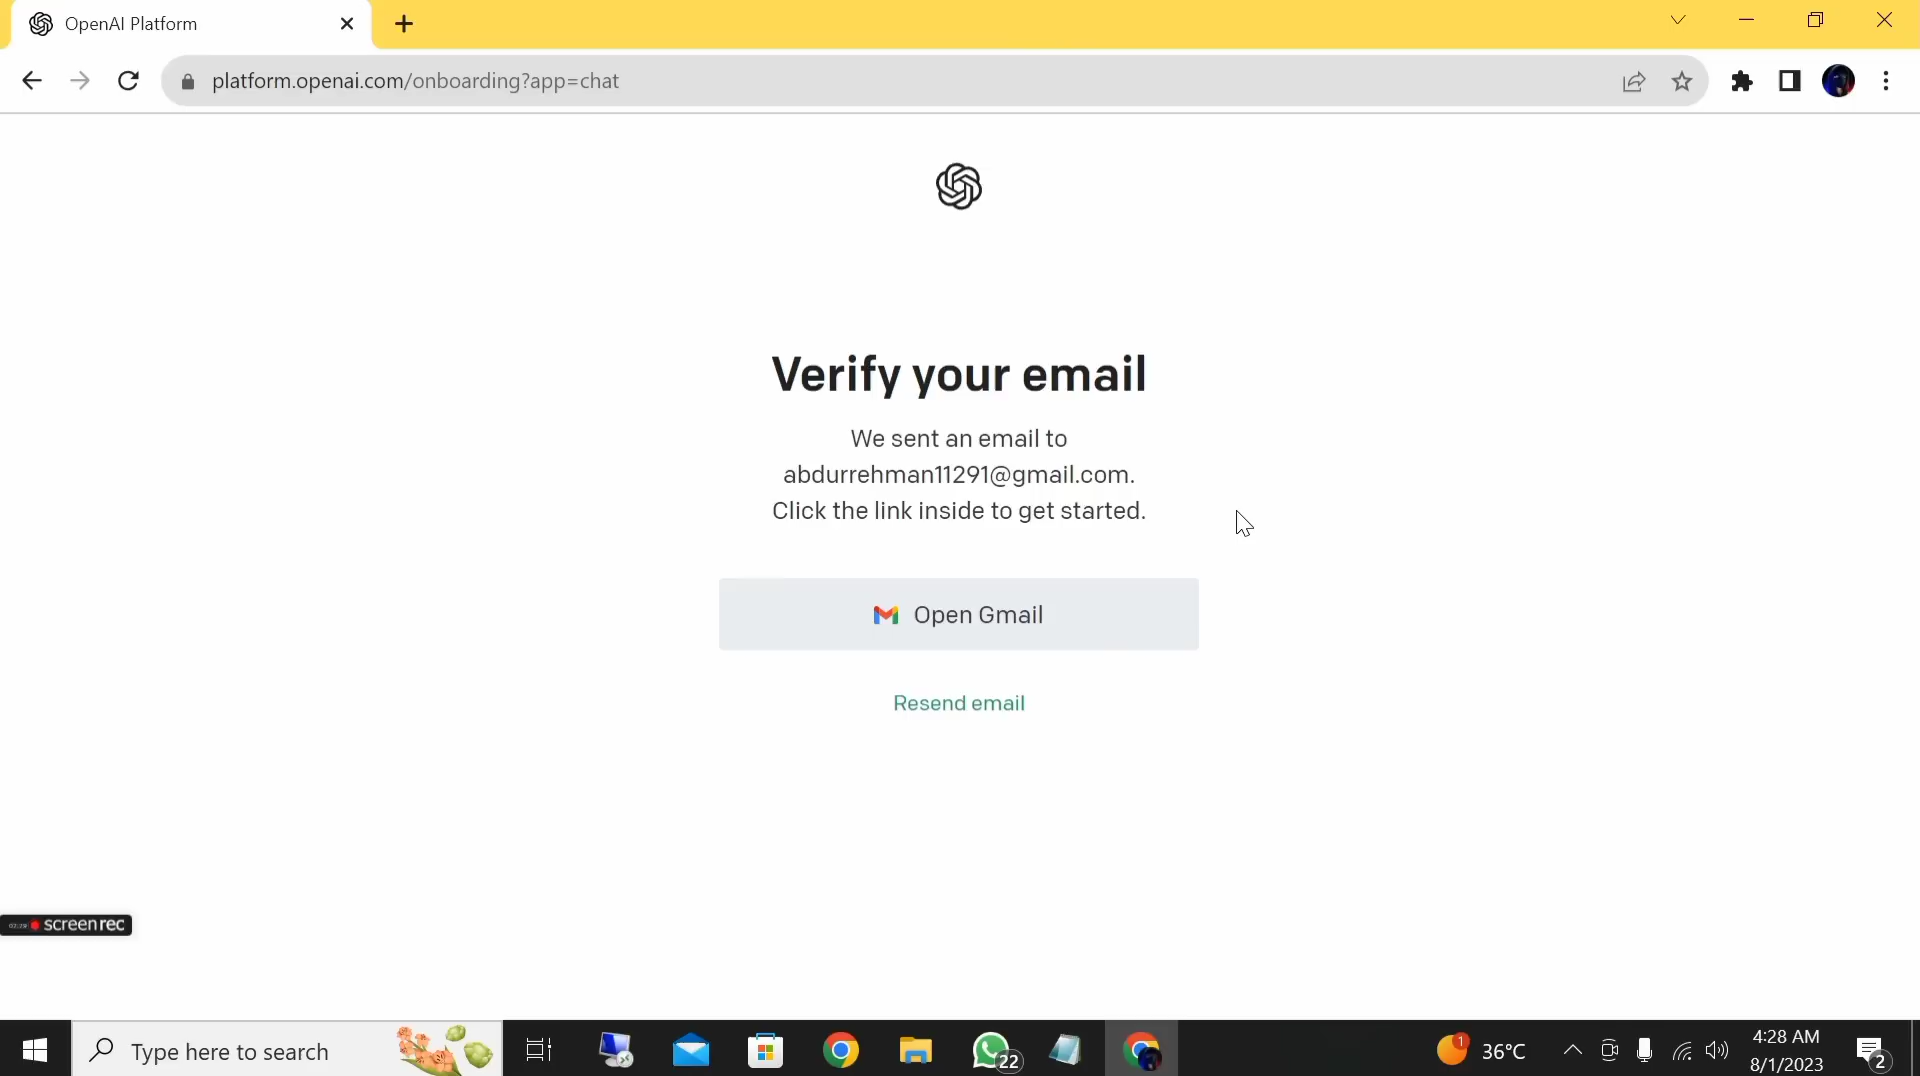 OpenAI Platform
platform.openai.com/onboarding?app=chat
Verify your email
We sent an email to
abdurrehman11291@gmail.com.
Click the link inside to get started.
Open Gmail
Resend email
screenrec
Type here to search
22
1
36°C
4:28 AM
8/1/2023
2